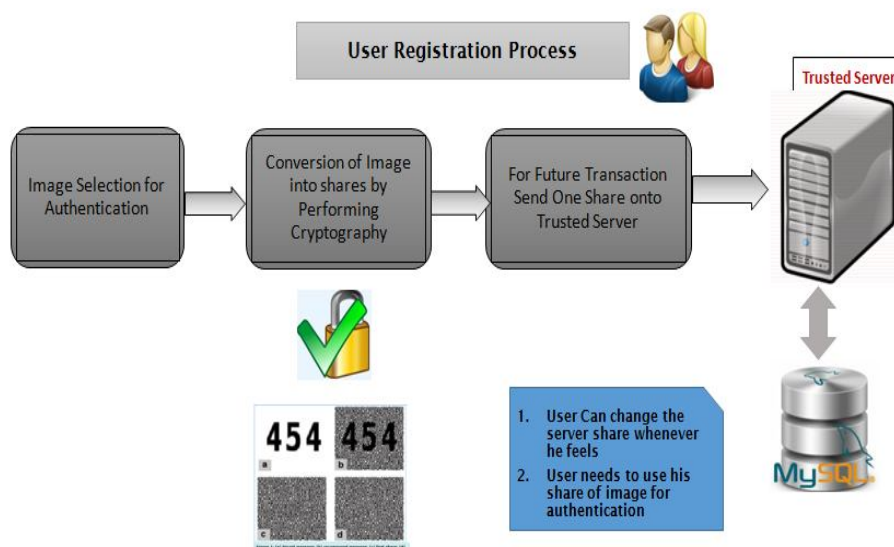 User Registration Process
Trusted Server
Image Selection for
Authentication
Conversion of Image
into shares by
Performing
Cryptography
For Future Transaction
Send One Share onto
Trusted Server
454
454
a
b
c
d
1. User Can change the
server share whenever
he feels
2. User needs to use his
share of image for
authentication
MySQL